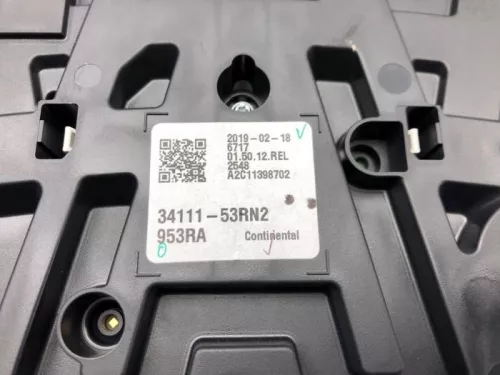 2019-02-18
6717
01.50.12.REL
2548
A2C11398702
34111-53RN2
953RA Continental